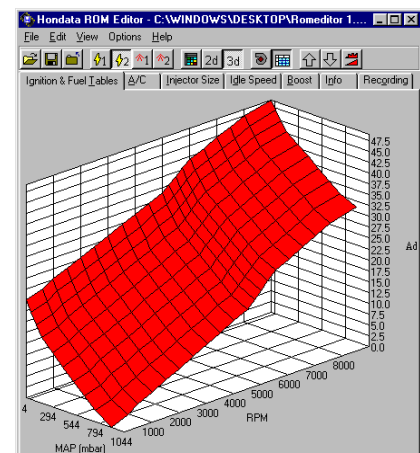 Hondata ROM Editor - C:\WINDOWS\DESKTOP\Romeditor 1....
File Edit View Options Help
1 2 1 2 2d 3d
Ignition & Fuel Tables A/C Injector Size Idle Speed Boost Info Recording
47.5
45.0
42.5
40.0
37.5
35.0
32.5
30.0
27.5
25.0
22.5
20.0
17.5
15.0
12.5
10.0
7.5
5.0
2.5
0.0
Ad
4 294 544 794 1044
MAP (mbar)
1000 2000 3000 4000 5000 6000 7000 8000
RPM